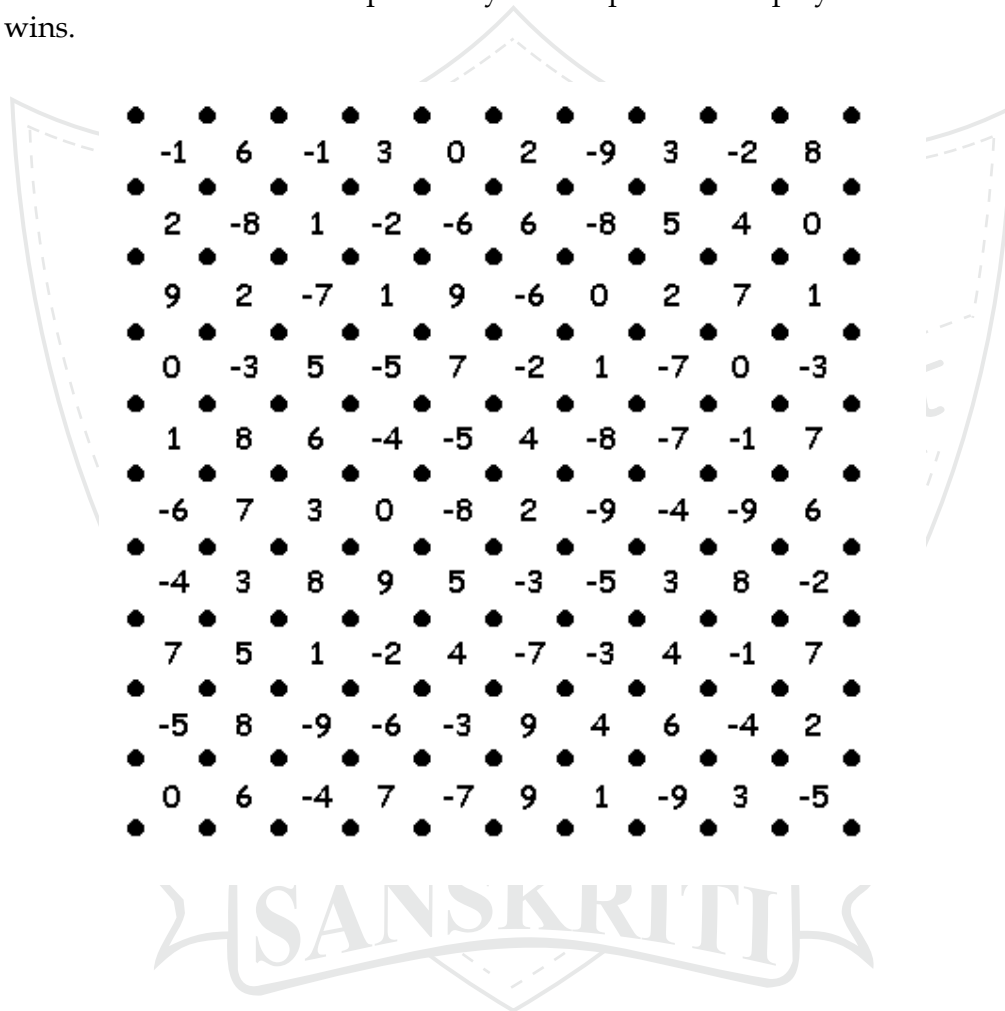 wins.
-1 6 -1 3 0 2 -9 3 -2 8
2 -8 1 -2 -6 6 -8 5 4 0
9 2 -7 1 9 -6 0 2 7 1
0 -3 5 -5 7 -2 1 -7 0 -3
1 8 6 -4 -5 4 -8 -7 -1 7
-6 7 3 0 -8 2 -9 -4 -9 6
-4 3 8 9 5 -3 -5 3 8 -2
7 5 1 -2 4 -7 -3 4 -1 7
-5 8 -9 -6 -3 9 4 6 -4 2
0 6 -4 7 -7 9 1 -9 3 -5
SANSKRITI